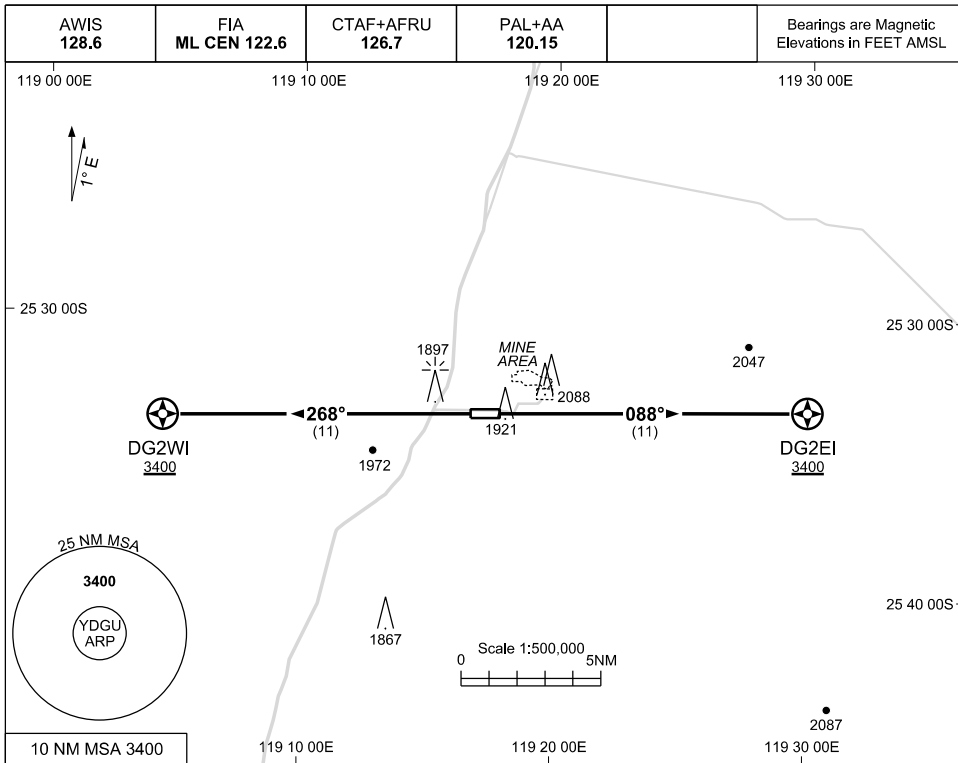 AWIS
128.6
FIA
ML CEN 122.6
CTAF+AFRU
126.7
PAL+AA
120.15
Bearings are Magnetic
Elevations in FEET AMSL
119 00 00E
119 10 00E
119 20 00E
119 30 00E
1° E
25 30 00S
25 30 00S
1897
MINE
AREA
2047
2088
268°
(11)
1921
088°
(11)
DG2WI
3400
1972
DG2EI
3400
25 NM MSA
3400
YDGU
ARP
1867
25 40 00S
Scale 1:500,000
0
5NM
2087
10 NM MSA 3400
119 10 00E
119 20 00E
119 30 00E